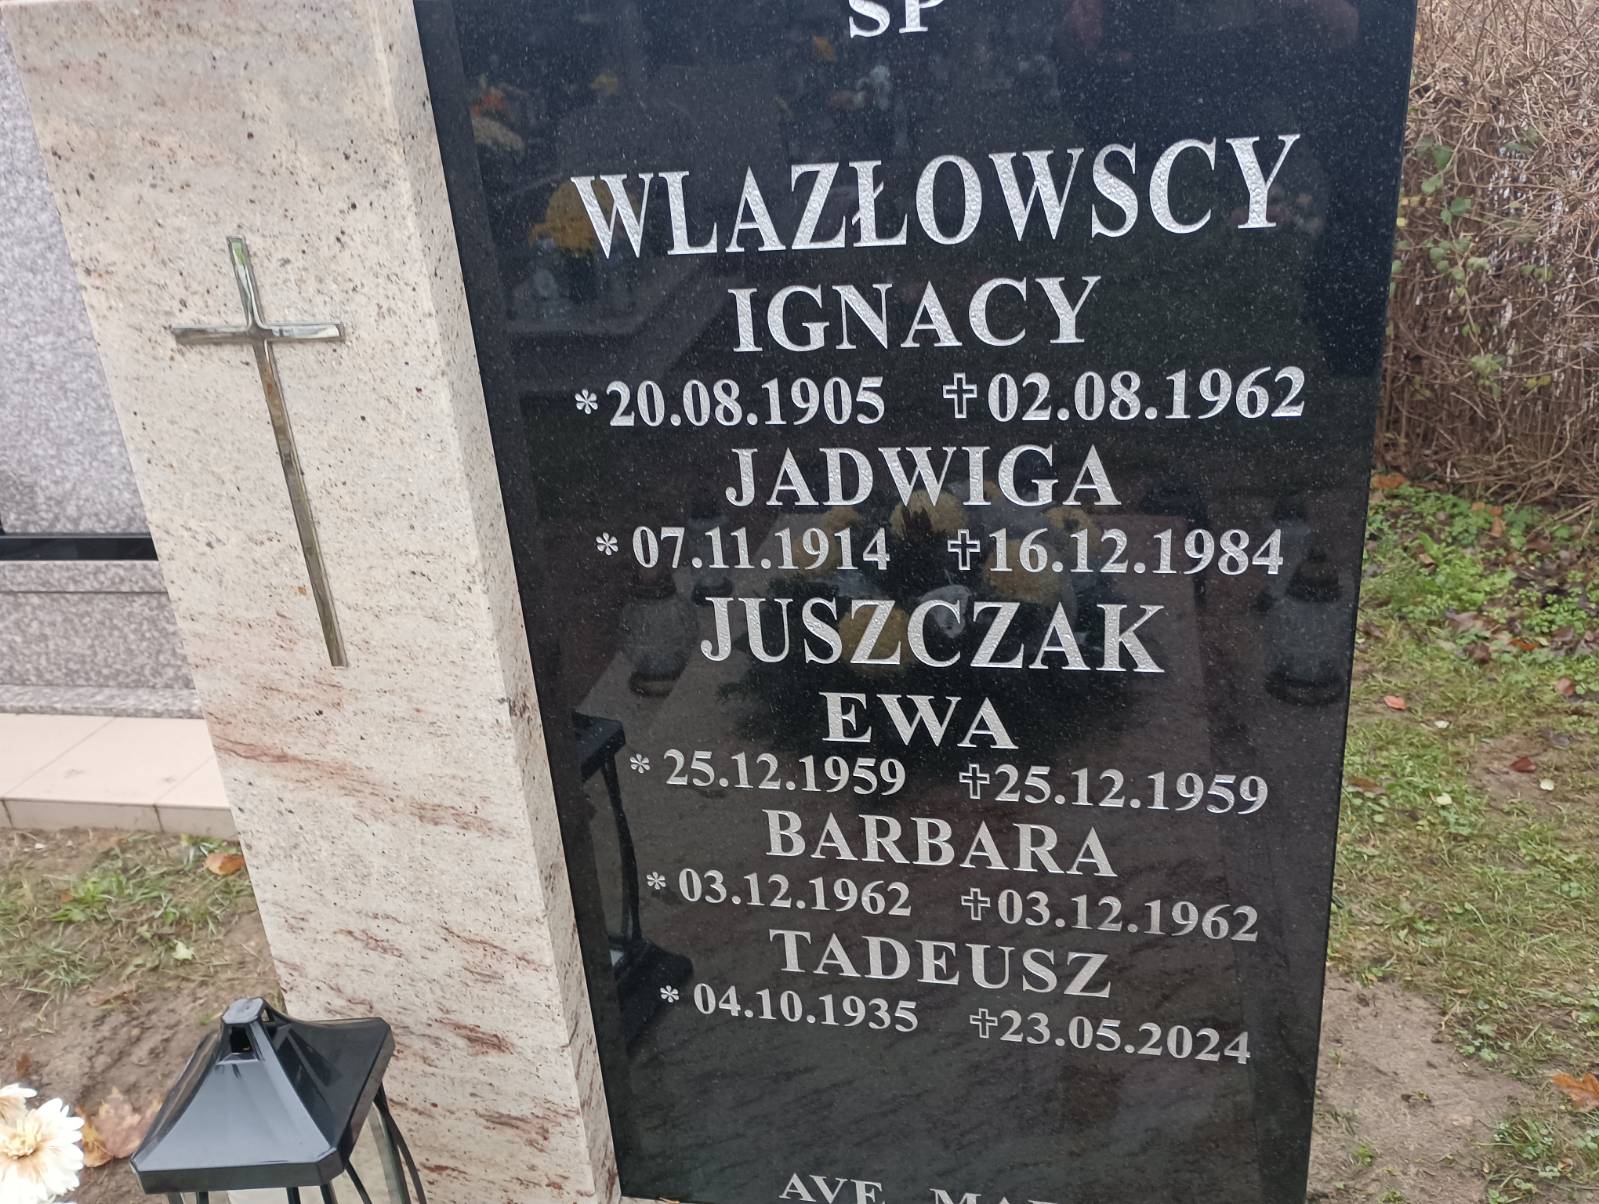 ŚP
WLAZŁOWSCY
IGNACY
*20.08.1905 ✝02.08.1962
JADWIGA
*07.11.1914 ✝16.12.1984
JUSZCZAK
EWA
*25.12.1959 ✝25.12.1959
BARBARA
*03.12.1962 ✝03.12.1962
TADEUSZ
*04.10.1935 ✝23.05.2024
AVE